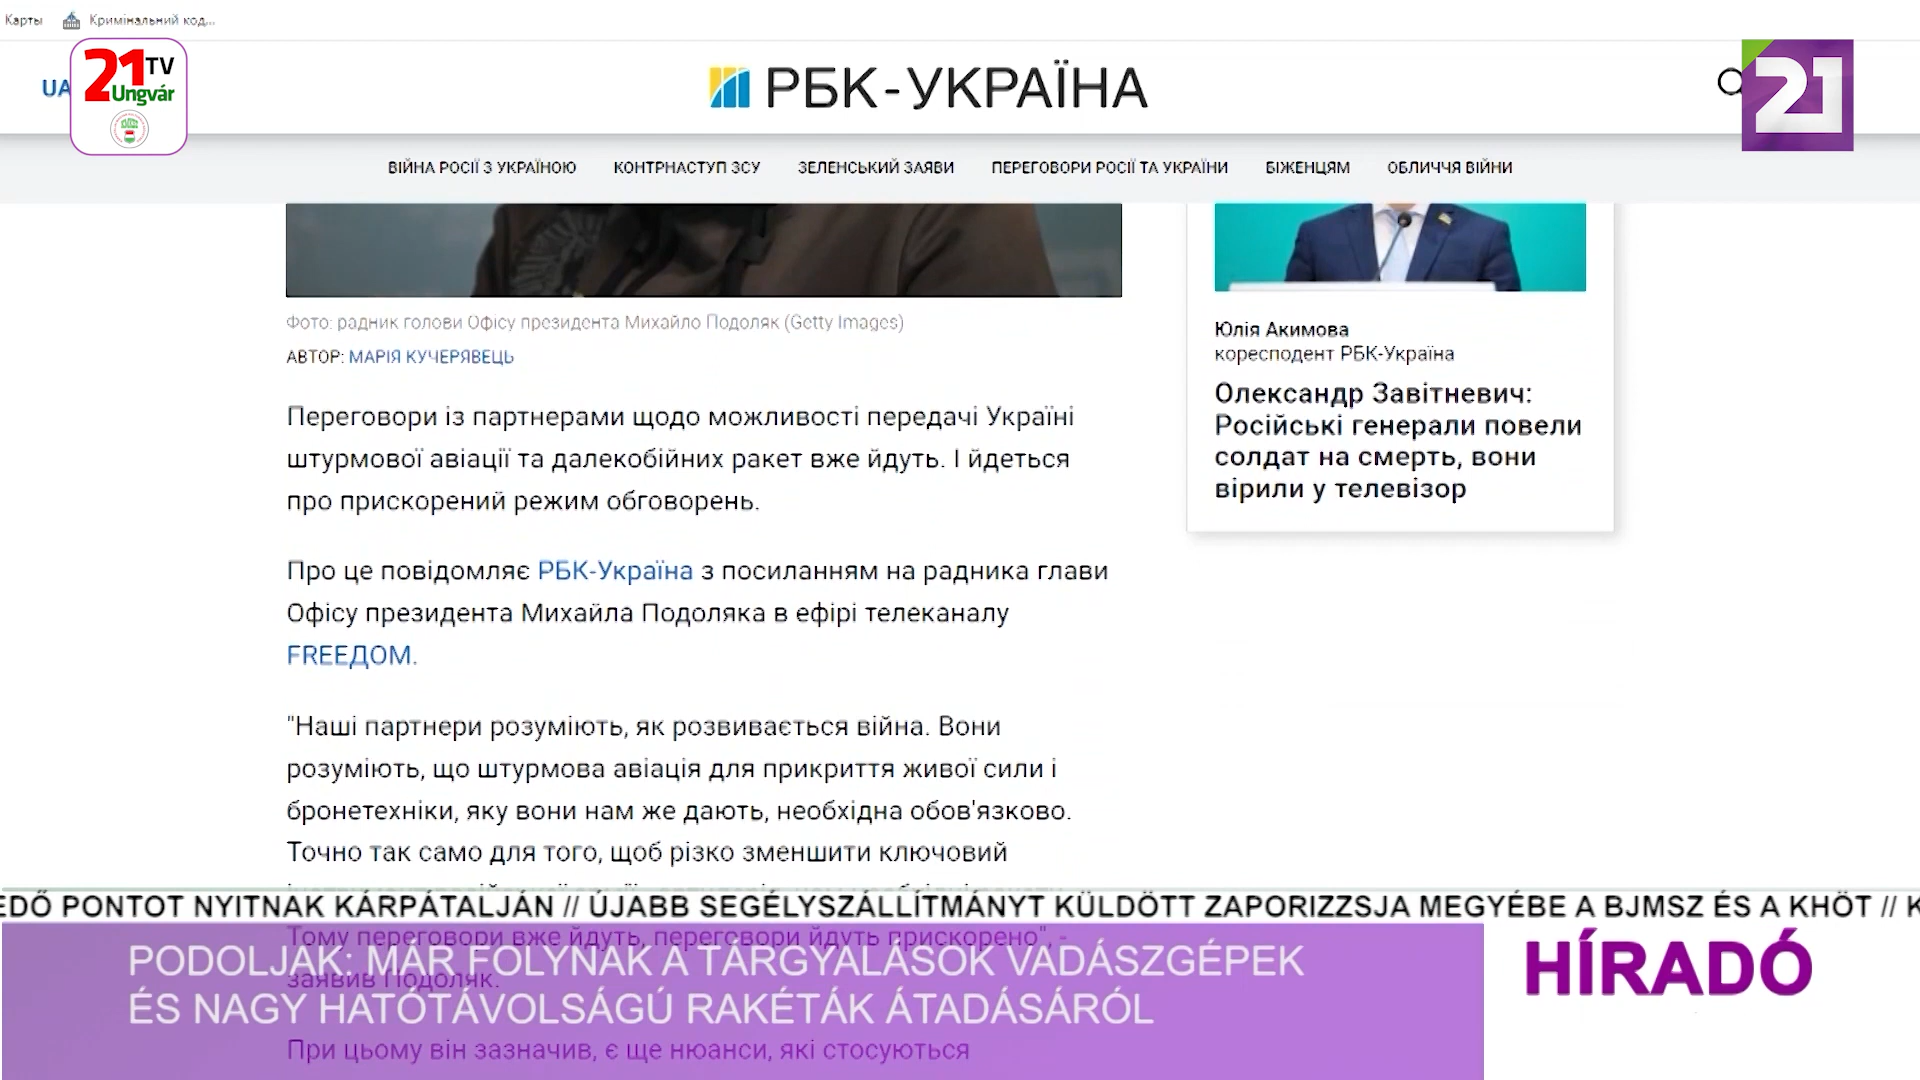 Карты
Кримінальний код...
21 TV
Ungvár
UA
РБК-УКРАЇНА
21
ВІЙНА РОСІЇ З УКРАЇНОЮ
КОНТРНАСТУП ЗСУ
ЗЕЛЕНСЬКИЙ ЗАЯВИ
ПЕРЕГОВОРИ РОСІЇ ТА УКРАЇНИ
БІЖЕНЦЯМ
ОБЛИЧЧЯ ВІЙНИ
Фото: радник голови Офісу президента Михайло Подоляк (Getty Images)
АВТОР: МАРІЯ КУЧЕРЯВЕЦЬ
Переговори із партнерами щодо можливості передачі Україні
штурмової авіації та далекобійних ракет вже йдуть. І йдеться
про прискорений режим обговорень.
Про це повідомляє РБК-Україна з посиланням на радника глави
Офісу президента Михайла Подоляка в ефірі телеканалу
FREEДОМ.
"Наші партнери розуміють, як розвивається війна. Вони
розуміють, що штурмова авіація для прикриття живої сили і
бронетехніки, яку вони нам же дають, необхідна обов'язково.
Точно так само для того, щоб різко зменшити ключовий
Тому переговори вже йдуть, переговори йдуть прискорено", -
заявив Подоляк.
При цьому він зазначив, є ще нюанси, які стосуються
Юлія Акимова
кореспондент РБК-Україна
Олександр Завітневич:
Російські генерали повели
солдат на смерть, вони
вірили у телевізор
EDŐ PONTOT NYITNAK KÁRPÁTALJÁN // ÚJABB SEGÉLYSZÁLLÍTMÁNYT KÜLDÖTT ZAPORIZZSJA MEGYÉBE A BJMSZ ÉS A KHÖT // K
PODOLJAK: MÁR FOLYNAK A TÁRGYALÁSOK VADÁSZGÉPEK
ÉS NAGY HATÓTÁVOLSÁGÚ RAKÉTÁK ÁTADÁSÁRÓL
HÍRADÓ